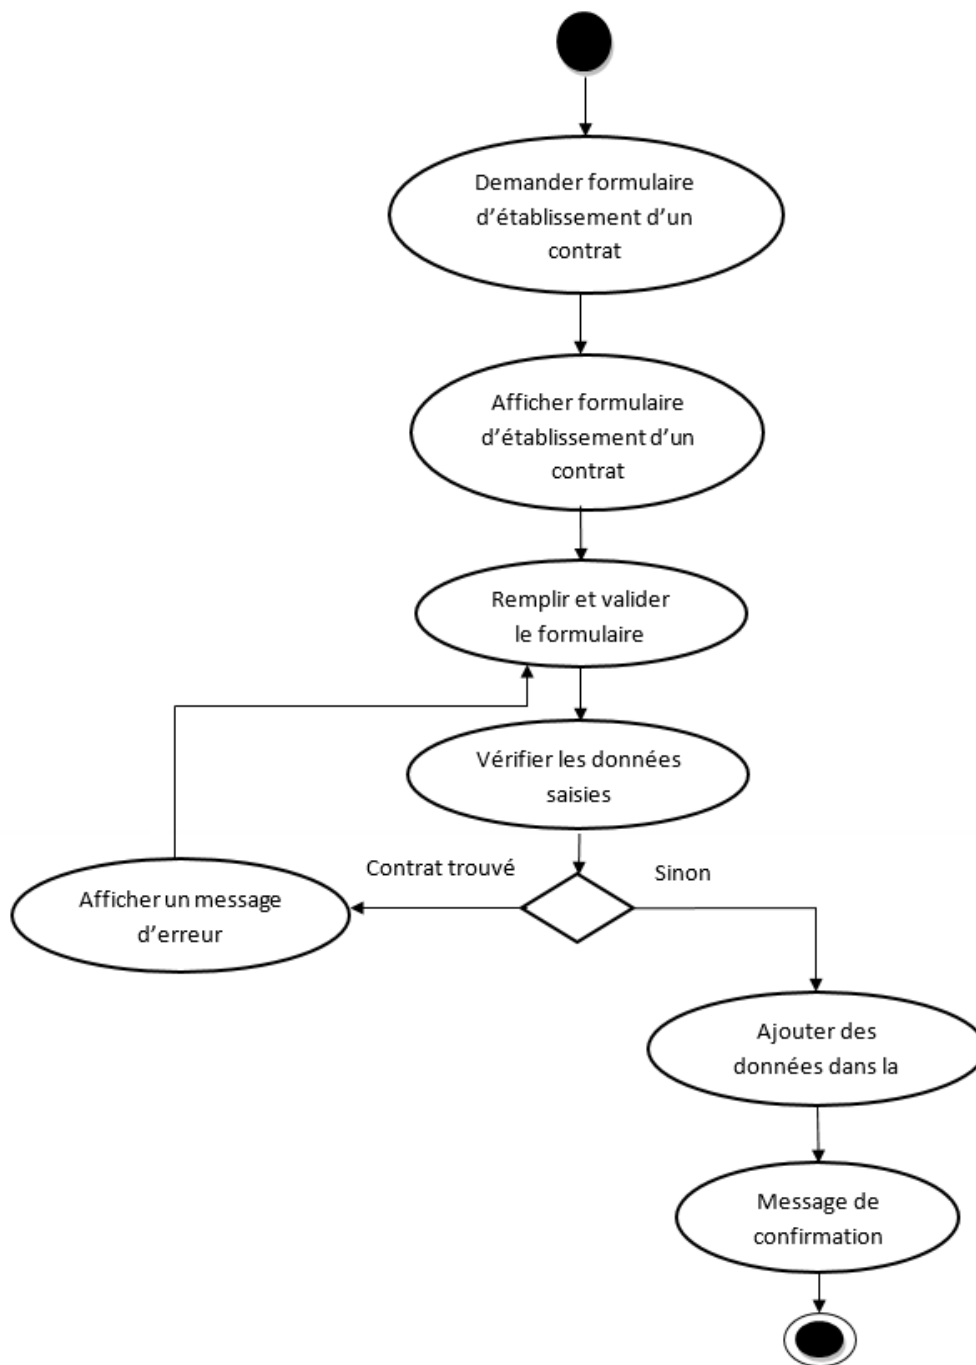 Demander formulaire
d’établissement d’un
contrat
Afficher formulaire
d’établissement d’un
contrat
Remplir et valider
le formulaire
Vérifier les données
saisies
Contrat trouvé
Sinon
Afficher un message
d’erreur
Ajouter des
données dans la
Message de
confirmation